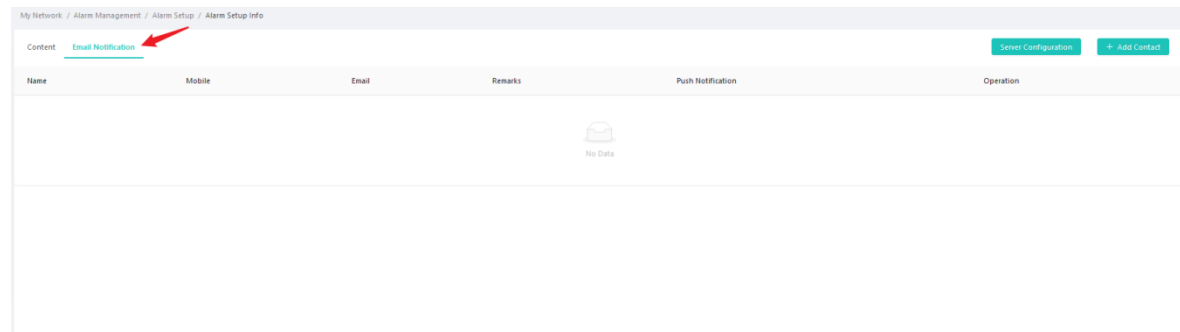 My Network / Alarm Management / Alarm Setup / Alarm Setup Info
Content Email Notification Server Configuration + Add Contact
Name Mobile Email Remarks Push Notification Operation
No Data